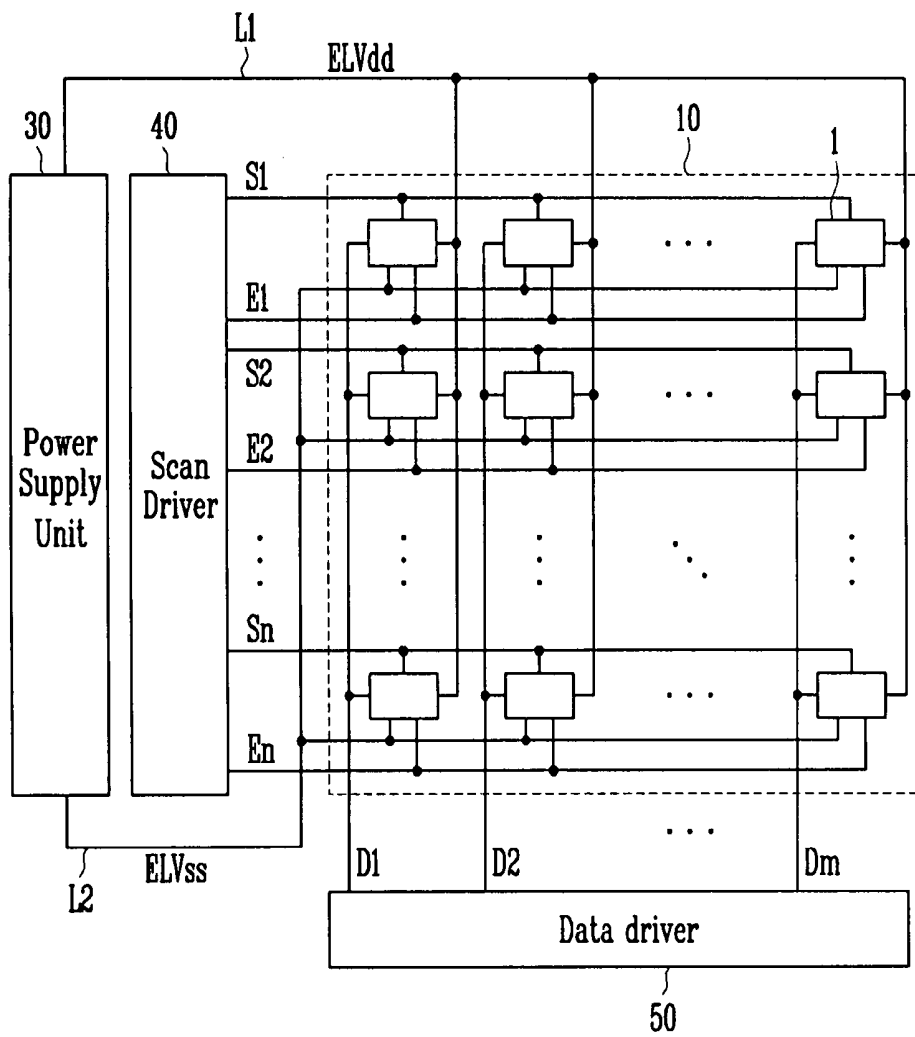 L1
ELVdd
30
40
10
1
S1
E1
S2
E2
Power
Supply
Unit
Scan
Driver
Sn
En
ELVss
L2
D1
D2
Dm
Data driver
50